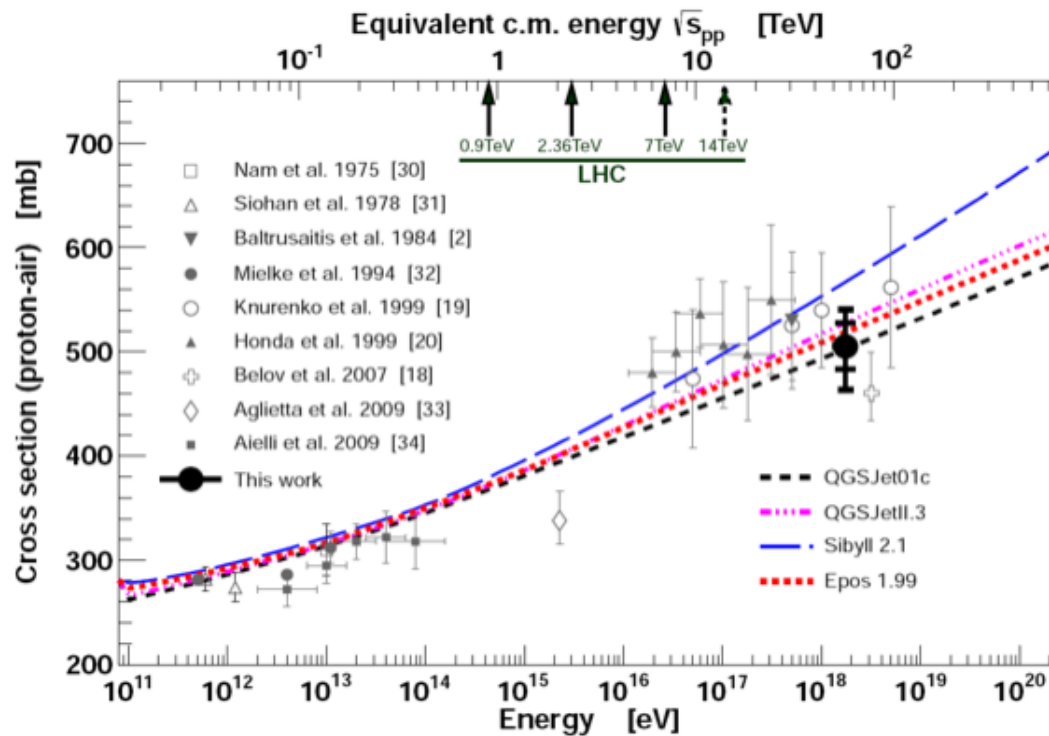 Equivalent c.m. energy √s_pp [TeV]
10^-1 1 10 10^2
0.9TeV 2.36TeV 7TeV 14TeV
LHC
Cross section (proton-air) [mb]
700
600
500
400
300
200
Nam et al. 1975 [30]
Siohan et al. 1978 [31]
Baltrusaitis et al. 1984 [2]
Mielke et al. 1994 [32]
Knurenko et al. 1999 [19]
Honda et al. 1999 [20]
Belov et al. 2007 [18]
Aglietta et al. 2009 [33]
Aielli et al. 2009 [34]
This work
QGSJet01c
QGSJetII.3
Sibyll 2.1
Epos 1.99
10^11 10^12 10^13 10^14 10^15 10^16 10^17 10^18 10^19 10^20
Energy [eV]